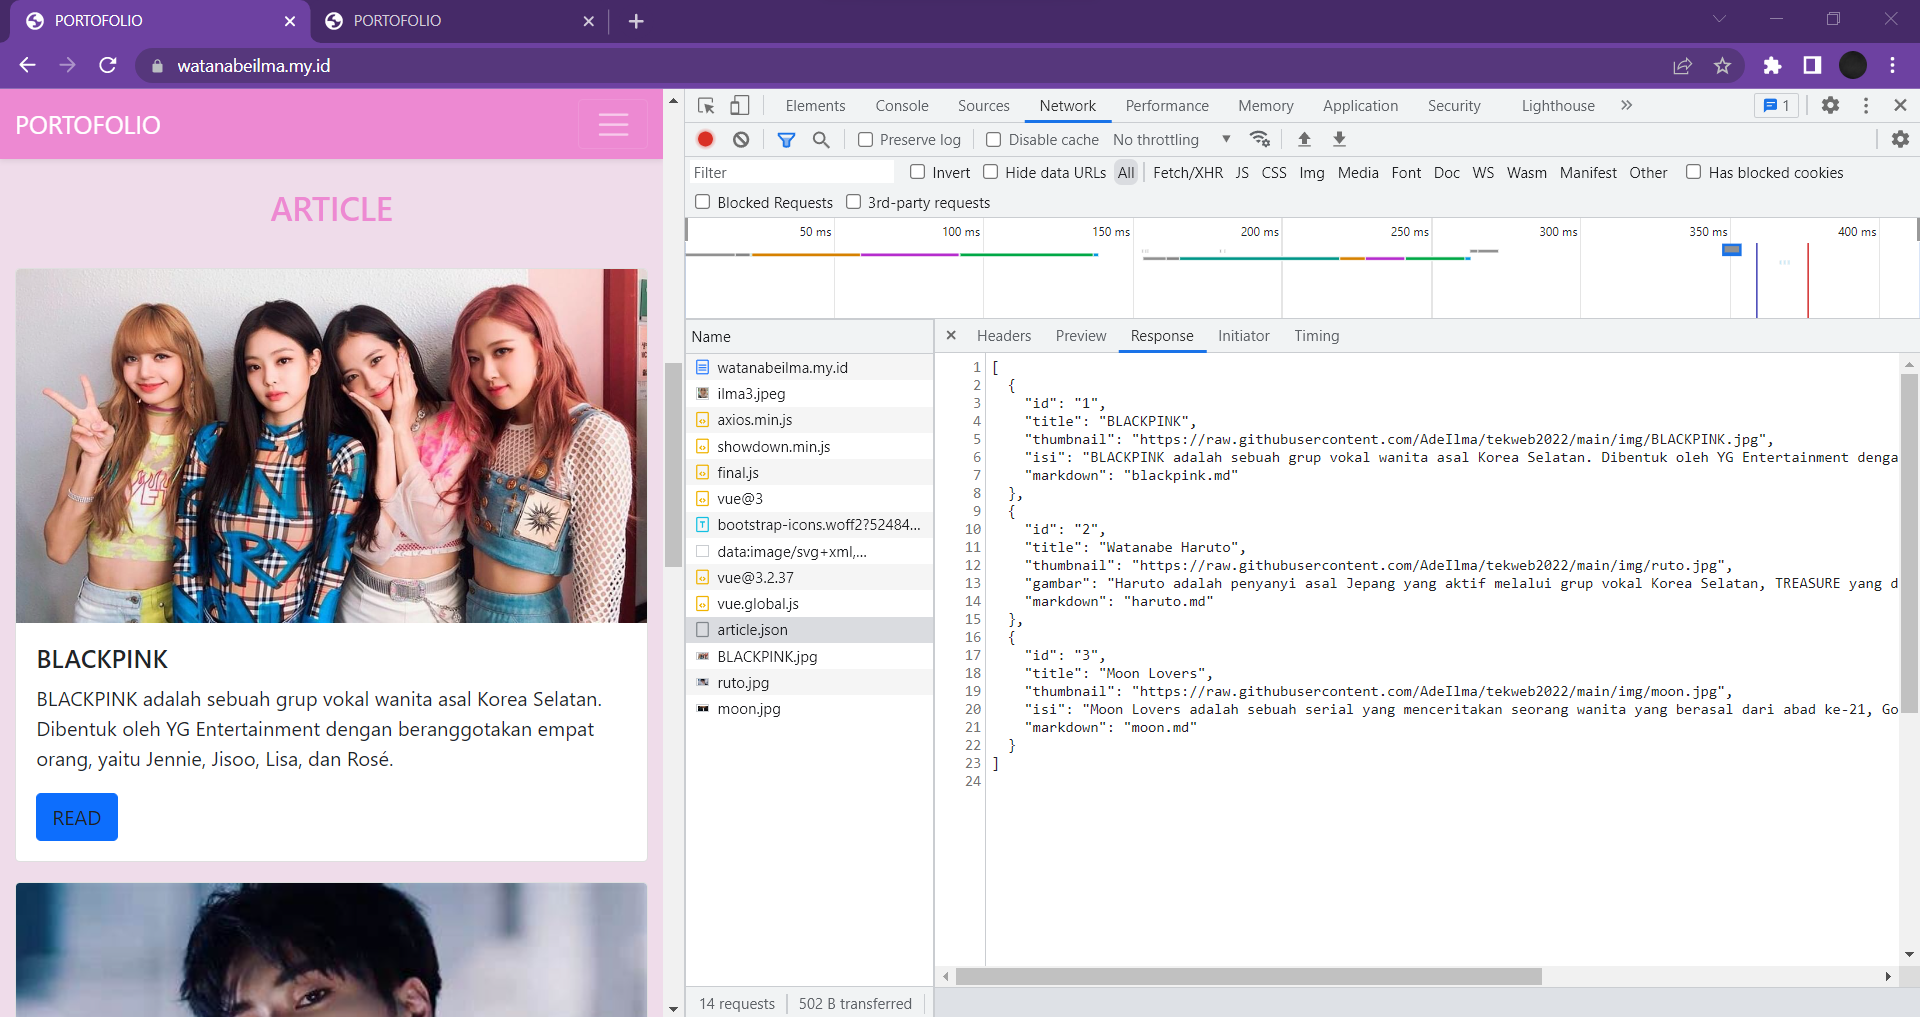 PORTOFOLIO
PORTOFOLIO
watanabeilma.my.id
PORTOFOLIO
ARTICLE
BLACKPINK
BLACKPINK adalah sebuah grup vokal wanita asal Korea Selatan.
Dibentuk oleh YG Entertainment dengan beranggotakan empat
orang, yaitu Jennie, Jisoo, Lisa, dan Rosé.
READ
Elements Console Sources Network Performance Memory Application Security Lighthouse 1
Preserve log Disable cache No throttling
Filter Invert Hide data URLs All Fetch/XHR JS CSS Img Media Font Doc WS Wasm Manifest Other Has blocked cookies
Blocked Requests 3rd-party requests
50 ms 100 ms 150 ms 200 ms 250 ms 300 ms 350 ms 400 ms
Name
watanabeilma.my.id
ilma3.jpeg
axios.min.js
showdown.min.js
final.js
vue@3
bootstrap-icons.woff2?52484...
data:image/svg+xml,...
vue@3.2.37
vue.global.js
article.json
BLACKPINK.jpg
ruto.jpg
moon.jpg
14 requests 502 B transferred
Headers Preview Response Initiator Timing
1 [
2 {
3 "id": "1",
4 "title": "BLACKPINK",
5 "thumbnail": "https://raw.githubusercontent.com/AdeIlma/tekweb2022/main/img/BLACKPINK.jpg",
6 "isi": "BLACKPINK adalah sebuah grup vokal wanita asal Korea Selatan. Dibentuk oleh YG Entertainment denga
7 "markdown": "blackpink.md"
8 },
9 {
10 "id": "2",
11 "title": "Watanabe Haruto",
12 "thumbnail": "https://raw.githubusercontent.com/AdeIlma/tekweb2022/main/img/ruto.jpg",
13 "gambar": "Haruto adalah penyanyi asal Jepang yang aktif melalui grup vokal Korea Selatan, TREASURE yang d
14 "markdown": "haruto.md"
15 },
16 {
17 "id": "3",
18 "title": "Moon Lovers",
19 "thumbnail": "https://raw.githubusercontent.com/AdeIlma/tekweb2022/main/img/moon.jpg",
20 "isi": "Moon Lovers adalah sebuah serial yang menceritakan seorang wanita yang berasal dari abad ke-21, Go
21 "markdown": "moon.md"
22 }
23 ]
24